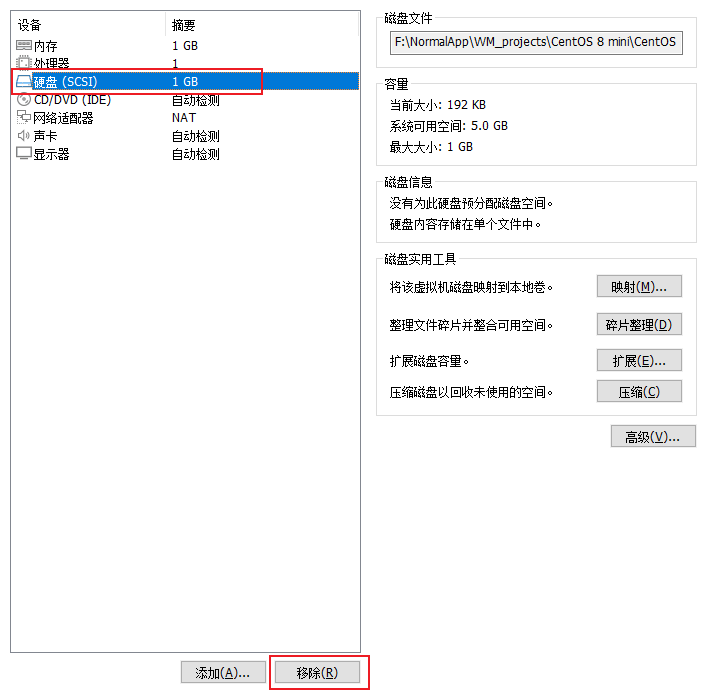 设备 摘要
内存 1 GB
处理器 1
硬盘 (SCSI) 1 GB
CD/DVD (IDE) 自动检测
网络适配器 NAT
声卡 自动检测
显示器 自动检测
添加(A)... 移除(R)
磁盘文件
F:\NormalApp\WM_projects\CentOS 8 mini\CentOS
容量
当前大小: 192 KB
系统可用空间: 5.0 GB
最大大小: 1 GB
磁盘信息
没有为此硬盘预分配磁盘空间。
硬盘内容存储在单个文件中。
磁盘实用工具
将该虚拟机磁盘映射到本地卷。 映射(M)...
整理文件碎片并整合可用空间。 碎片整理(D)
扩展磁盘容量。 扩展(E)...
压缩磁盘以回收未使用的空间。 压缩(C)
高级(V)...